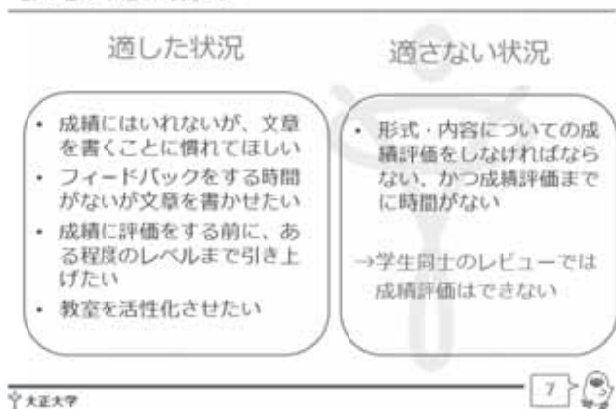 適した状況
・ 成績にはいれないが、文章
を書くことに慣れてほしい
・ フィードバックをする時間
がないが文章を書かせたい
・ 成績に評価をする前に、あ
る程度のレベルまで引き上
げたい
・ 教室を活性化させたい
適さない状況
・ 形式・内容についての成
績評価をしなければなら
ない、かつ成績評価まで
に時間がない
→学生同士のレビューでは
成績評価はできない
大正大学
7